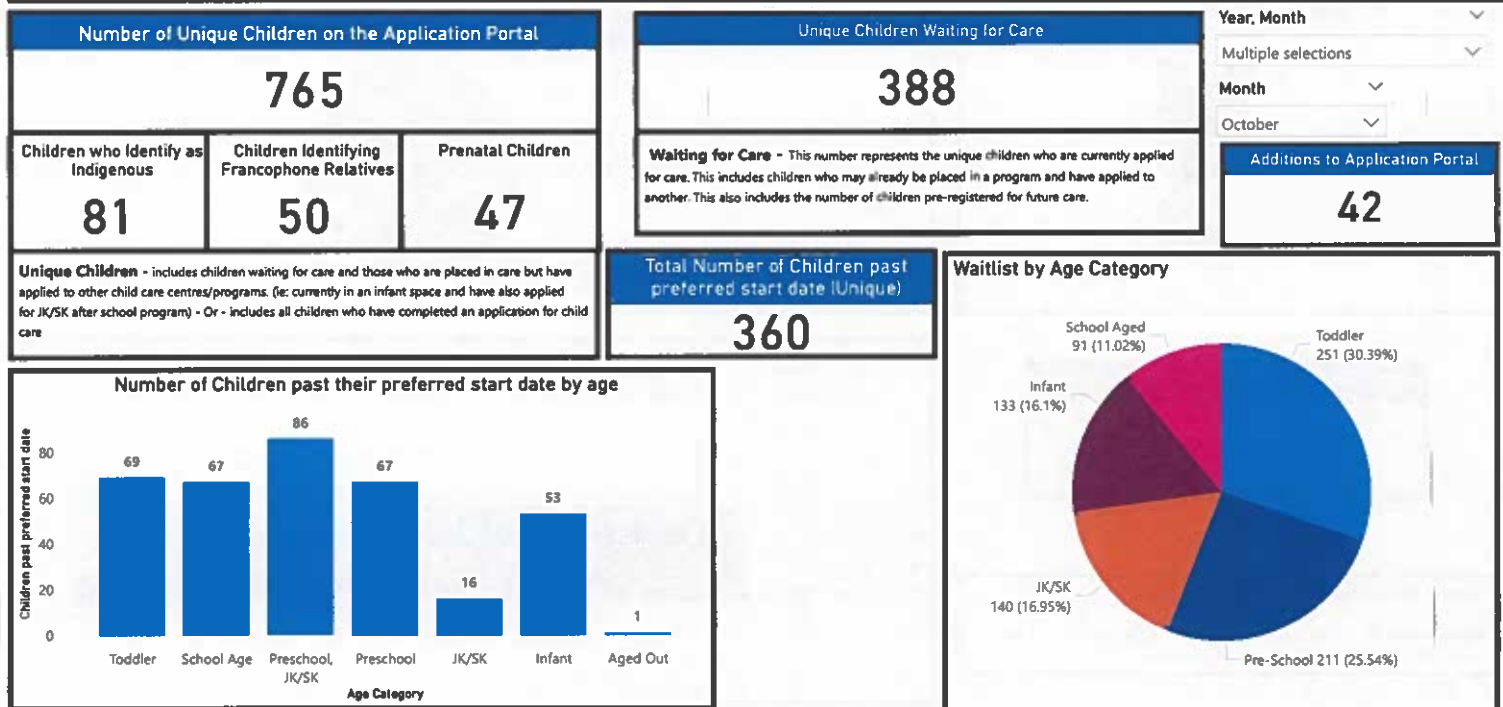 Number of Unique Children on the Application Portal
765
Children who Identify as
Indigenous
81
Children Identifying
Francophone Relatives
50
Prenatal Children
47
Unique Children - includes children waiting for care and those who are placed in care but have
applied to other child care centres/programs. (ie: currently in an infant space and have also applied
for JK/SK after school program) - Or - includes all children who have completed an application for child
care
Unique Children Waiting for Care
388
Waiting for Care - This number represents the unique children who are currently applied
for care. This includes children who may already be placed in a program and have applied to
another. This also includes the number of children pre-registered for future care.
Year, Month
Multiple selections
Month
October
Additions to Application Portal
42
Total Number of Children past
preferred start date (Unique)
360
Number of Children past their preferred start date by age
Children past preferred start date
80
60
40
20
0
69
67
86
67
16
53
1
Toddler
School Age
Preschool,
JK/SK
Preschool
JK/SK
Infant
Aged Out
Age Category
Waitlist by Age Category
School Aged
91 (11.02%)
Toddler
251 (30.39%)
Infant
133 (16.1%)
JK/SK
140 (16.95%)
Pre-School 211 (25.54%)